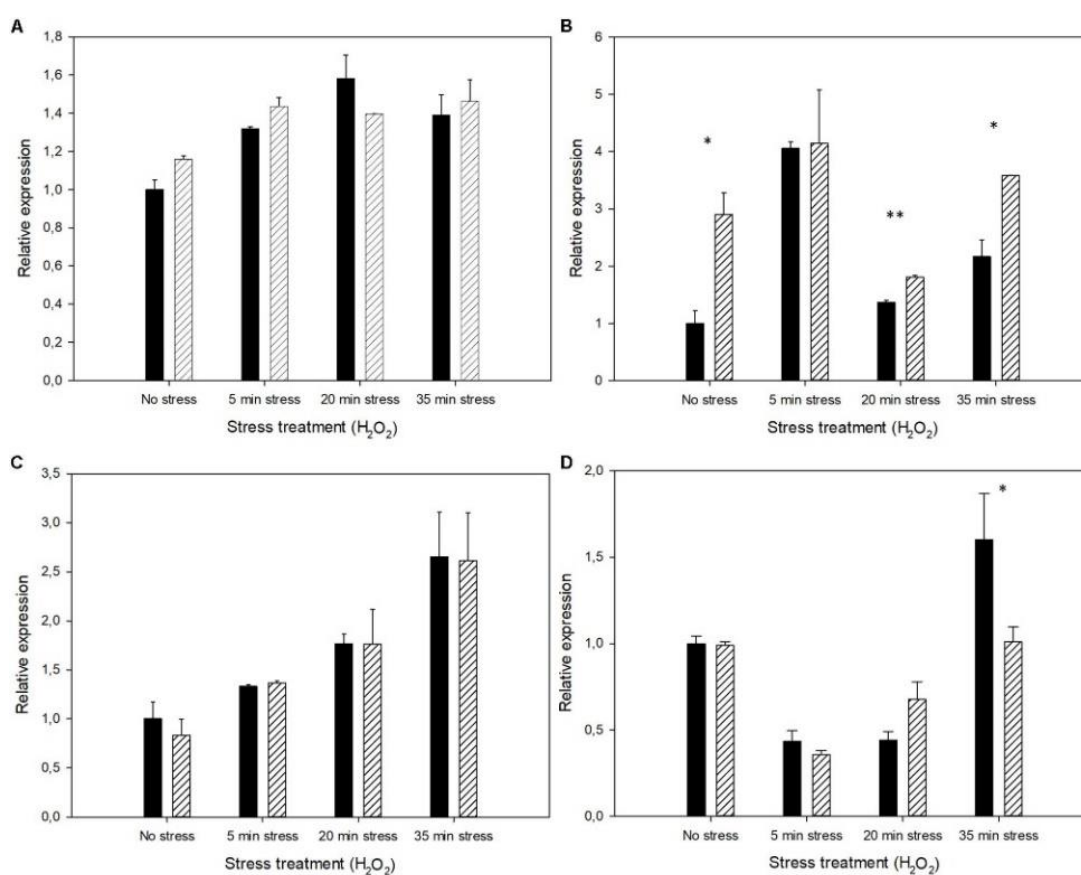 A
1,8
1,6
1,4
1,2
1,0
0,8
0,6
0,4
0,2
0,0
Relative expression
No stress 5 min stress 20 min stress 35 min stress
Stress treatment (H₂O₂)
B
6
5
4
3
2
1
0
Relative expression
*
**
*
No stress 5 min stress 20 min stress 35 min stress
Stress treatment (H₂O₂)
C
3,5
3,0
2,5
2,0
1,5
1,0
0,5
0,0
Relative expression
No stress 5 min stress 20 min stress 35 min stress
Stress treatment (H₂O₂)
D
2,0
1,5
1,0
0,5
0,0
Relative expression
*
No stress 5 min stress 20 min stress 35 min stress
Stress treatment (H₂O₂)